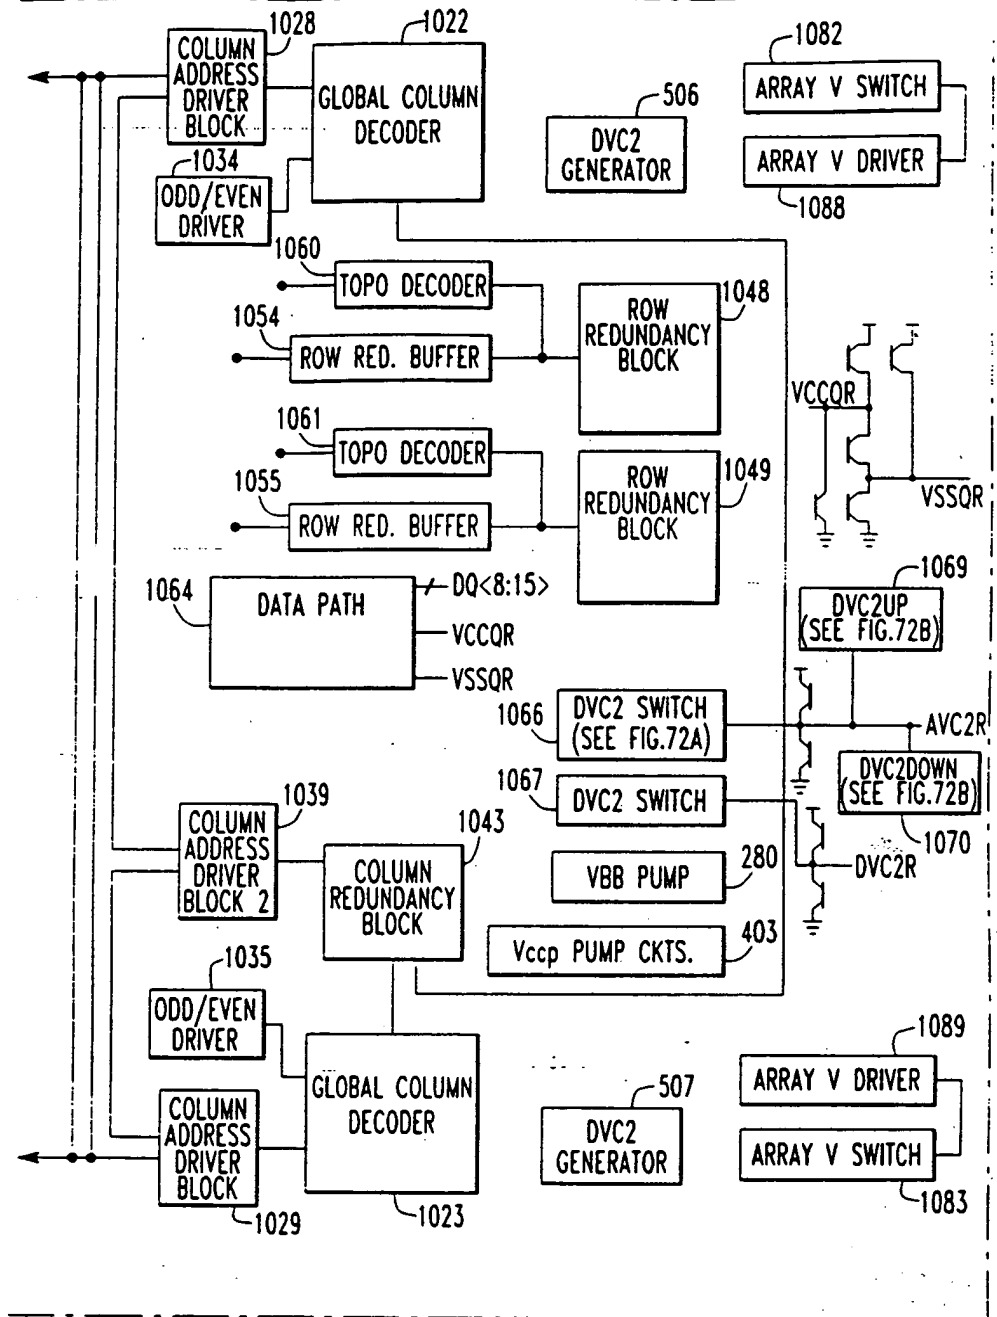 1028
COLUMN
ADDRESS
DRIVER
BLOCK
1022
GLOBAL COLUMN
DECODER
1034
ODD/EVEN
DRIVER
506
DVC2
GENERATOR
1082
ARRAY V SWITCH
ARRAY V DRIVER
1088
1060
TOPO DECODER
1054
ROW RED. BUFFER
1048
ROW
REDUNDANCY
BLOCK
VCCQR
VSSQR
1061
TOPO DECODER
1055
ROW RED. BUFFER
1049
ROW
REDUNDANCY
BLOCK
1064
DATA PATH
DQ<8:15>
VCCQR
VSSQR
1069
DVC2UP
(SEE FIG.72B)
1066
DVC2 SWITCH
(SEE FIG.72A)
AVC2R
DVC2DOWN
(SEE FIG.72B)
1070
1067
DVC2 SWITCH
DVC2R
280
VBB PUMP
403
Vccp PUMP CKTS.
1039
COLUMN
ADDRESS
DRIVER
BLOCK 2
1043
COLUMN
REDUNDANCY
BLOCK
1035
ODD/EVEN
DRIVER
GLOBAL COLUMN
DECODER
1023
COLUMN
ADDRESS
DRIVER
BLOCK
1029
507
DVC2
GENERATOR
1089
ARRAY V DRIVER
ARRAY V SWITCH
1083